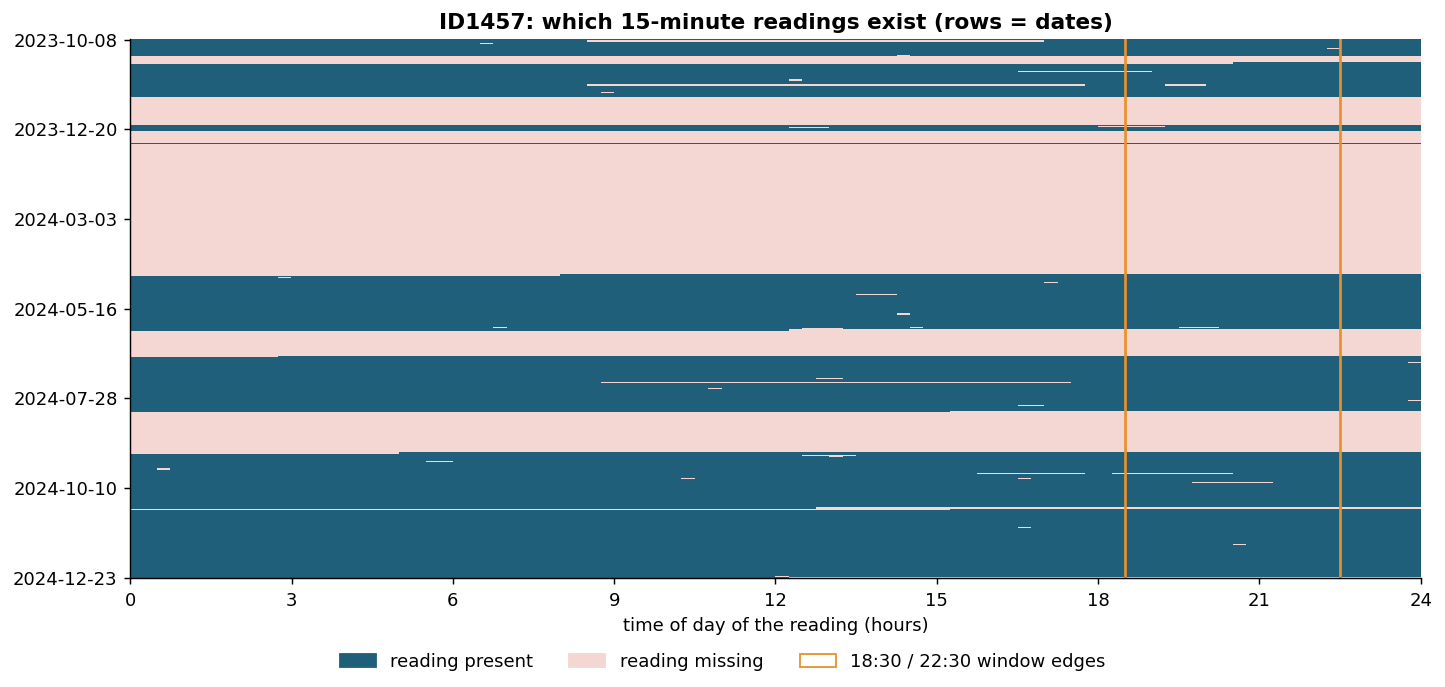 ID1457: which 15-minute readings exist (rows = dates)
2023-10-08
2023-12-20
2024-03-03
2024-05-16
2024-07-28
2024-10-10
2024-12-23
0 3 6 9 12 15 18 21 24
time of day of the reading (hours)
reading present reading missing 18:30 / 22:30 window edges